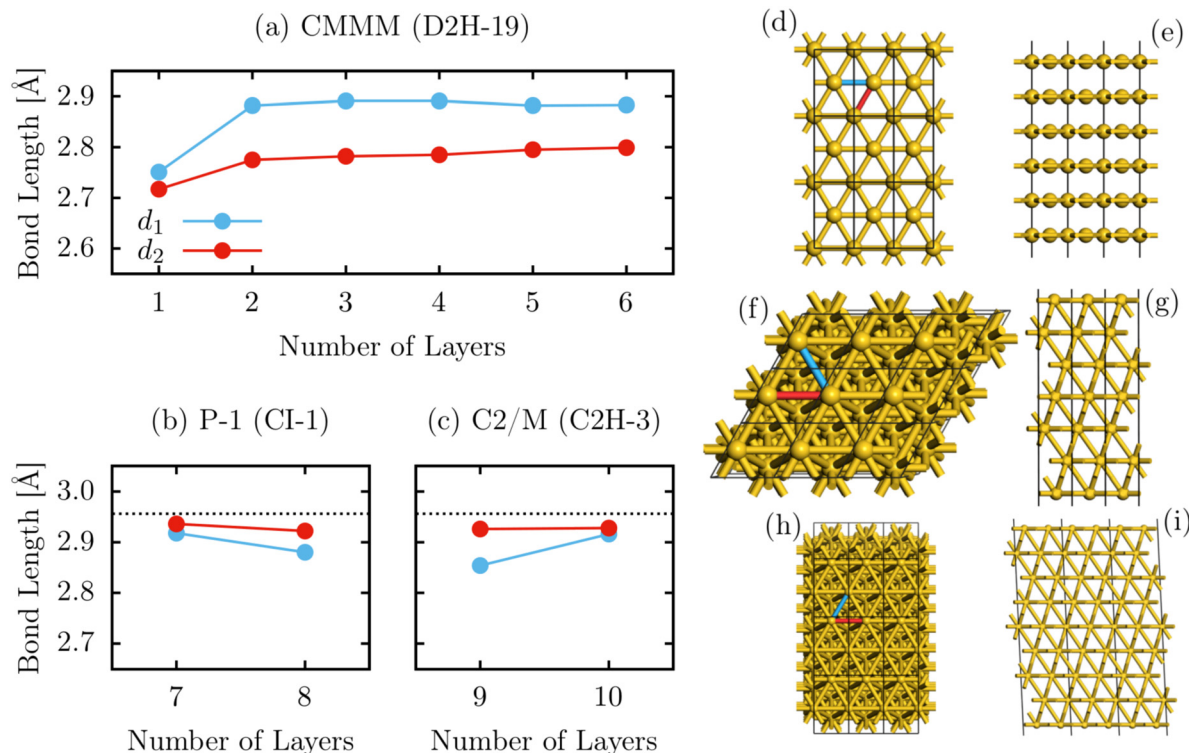 (a) CMMM (D2H-19)
Bond Length [Å]
2.9
2.8
2.7
2.6
d₁
d₂
1 2 3 4 5 6
Number of Layers
(b) P-1 (CI-1)
Bond Length [Å]
3.0
2.9
2.8
2.7
7 8
Number of Layers
(c) C2/M (C2H-3)
9 10
Number of Layers
(d)
(e)
(f)
(g)
(h)
(i)